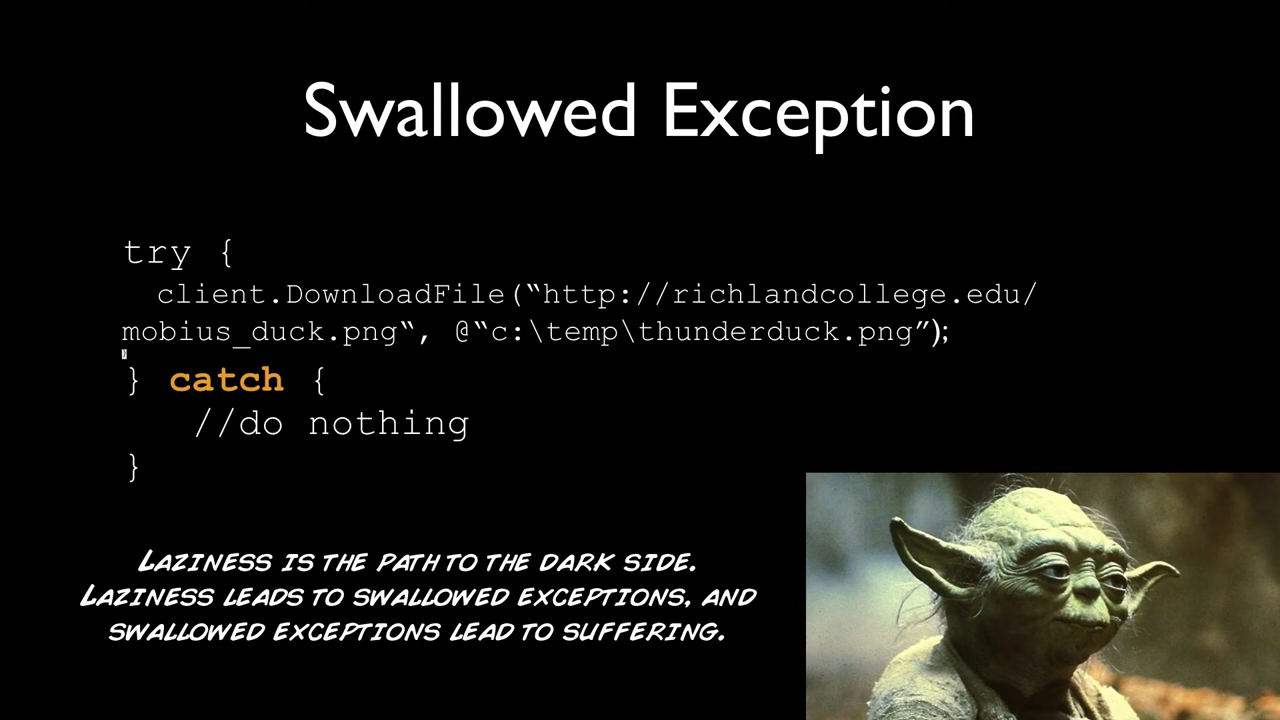 Swallowed Exception
try {
client.DownloadFile(“http://richlandcollege.edu/
mobius_duck.png“, @“c:\temp\thunderduck.png”);
} catch {
//do nothing
}
Laziness is the path to the dark side.
Laziness leads to swallowed exceptions, and
swallowed exceptions lead to suffering.